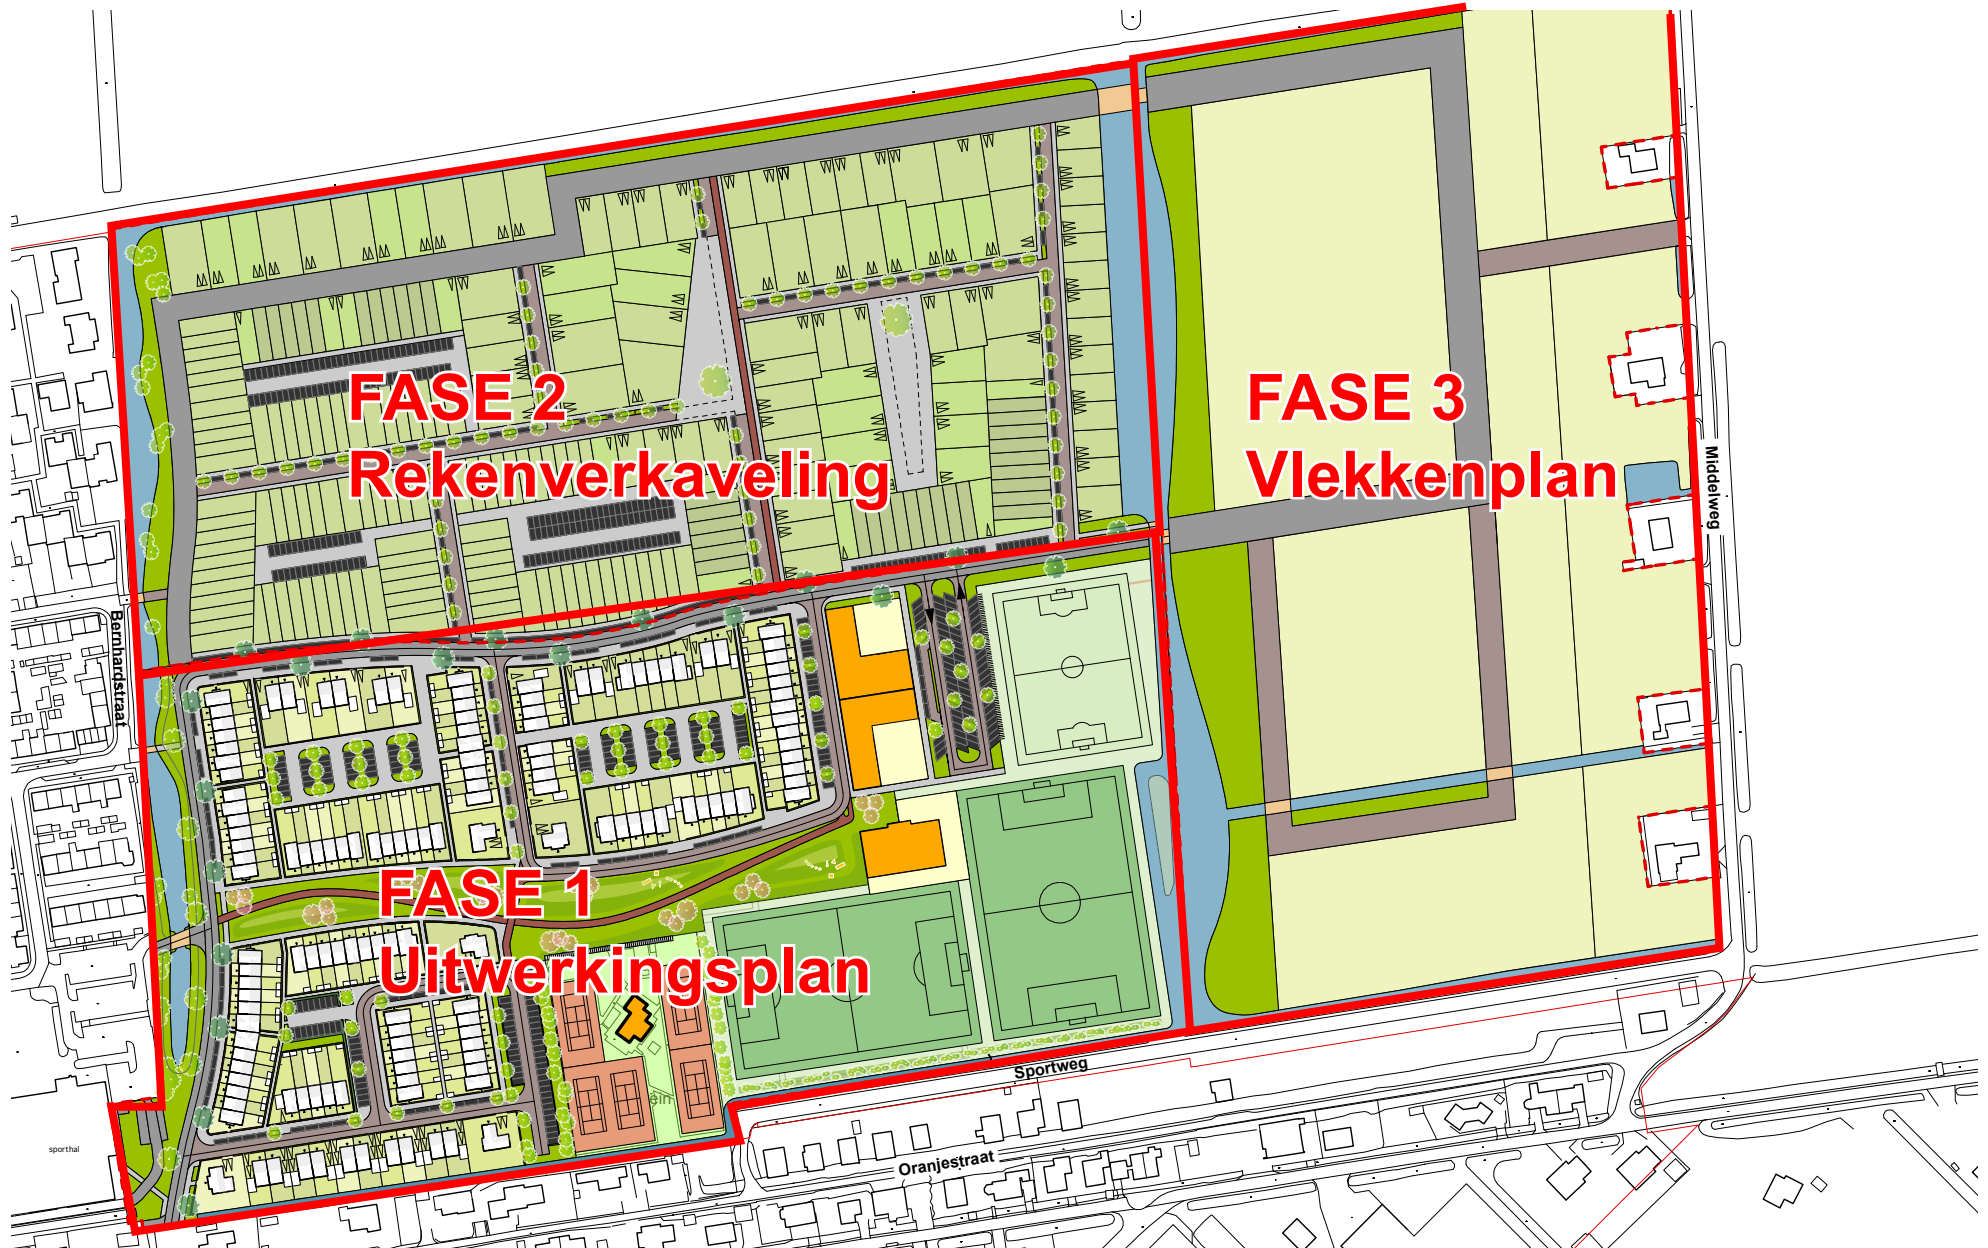 FASE 2
Rekenverkaveling
FASE 3
Vlekkenplan
Middelweg
Bernhardstraat
FASE 1
Uitwerkingsplan
Sportweg
Oranjestraat
sporthal